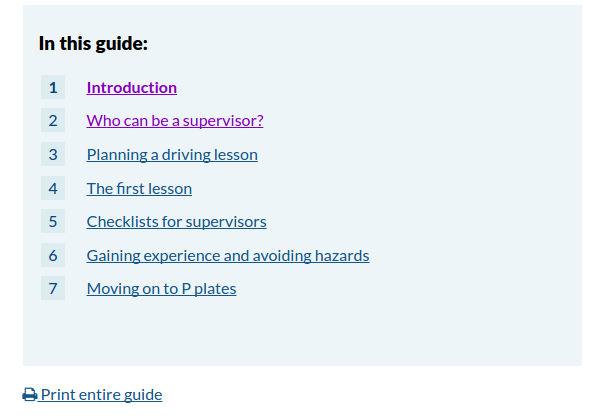 In this guide:
1 Introduction
2 Who can be a supervisor?
3 Planning a driving lesson
4 The first lesson
5 Checklists for supervisors
6 Gaining experience and avoiding hazards
7 Moving on to P plates
Print entire guide